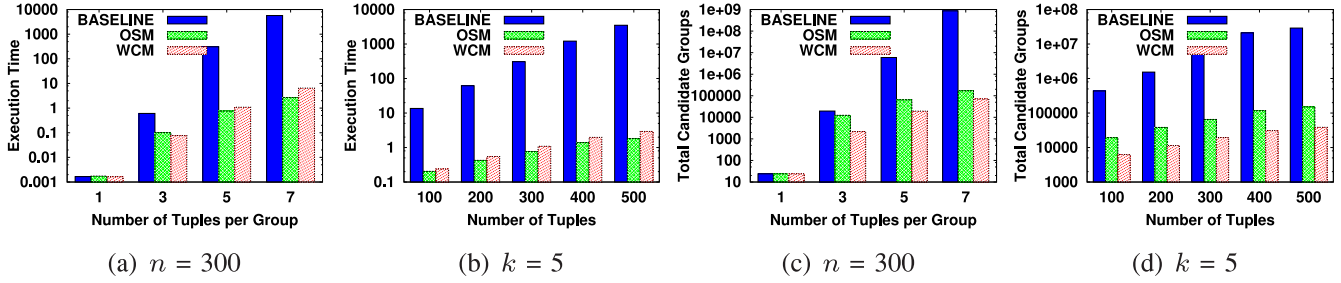 BASELINE
OSM
WCM
Execution Time
10000
1000
100
10
1
0.1
0.01
0.001
1 3 5 7
Number of Tuples per Group
(a) n = 300
BASELINE
OSM
WCM
Execution Time
10000
1000
100
10
1
0.1
100 200 300 400 500
Number of Tuples
(b) k = 5
BASELINE
OSM
WCM
Total Candidate Groups
1e+09
1e+08
1e+07
1e+06
100000
10000
1000
100
10
1 3 5 7
Number of Tuples per Group
(c) n = 300
BASELINE
OSM
WCM
Total Candidate Groups
1e+08
1e+07
1e+06
100000
10000
1000
100 200 300 400 500
Number of Tuples
(d) k = 5